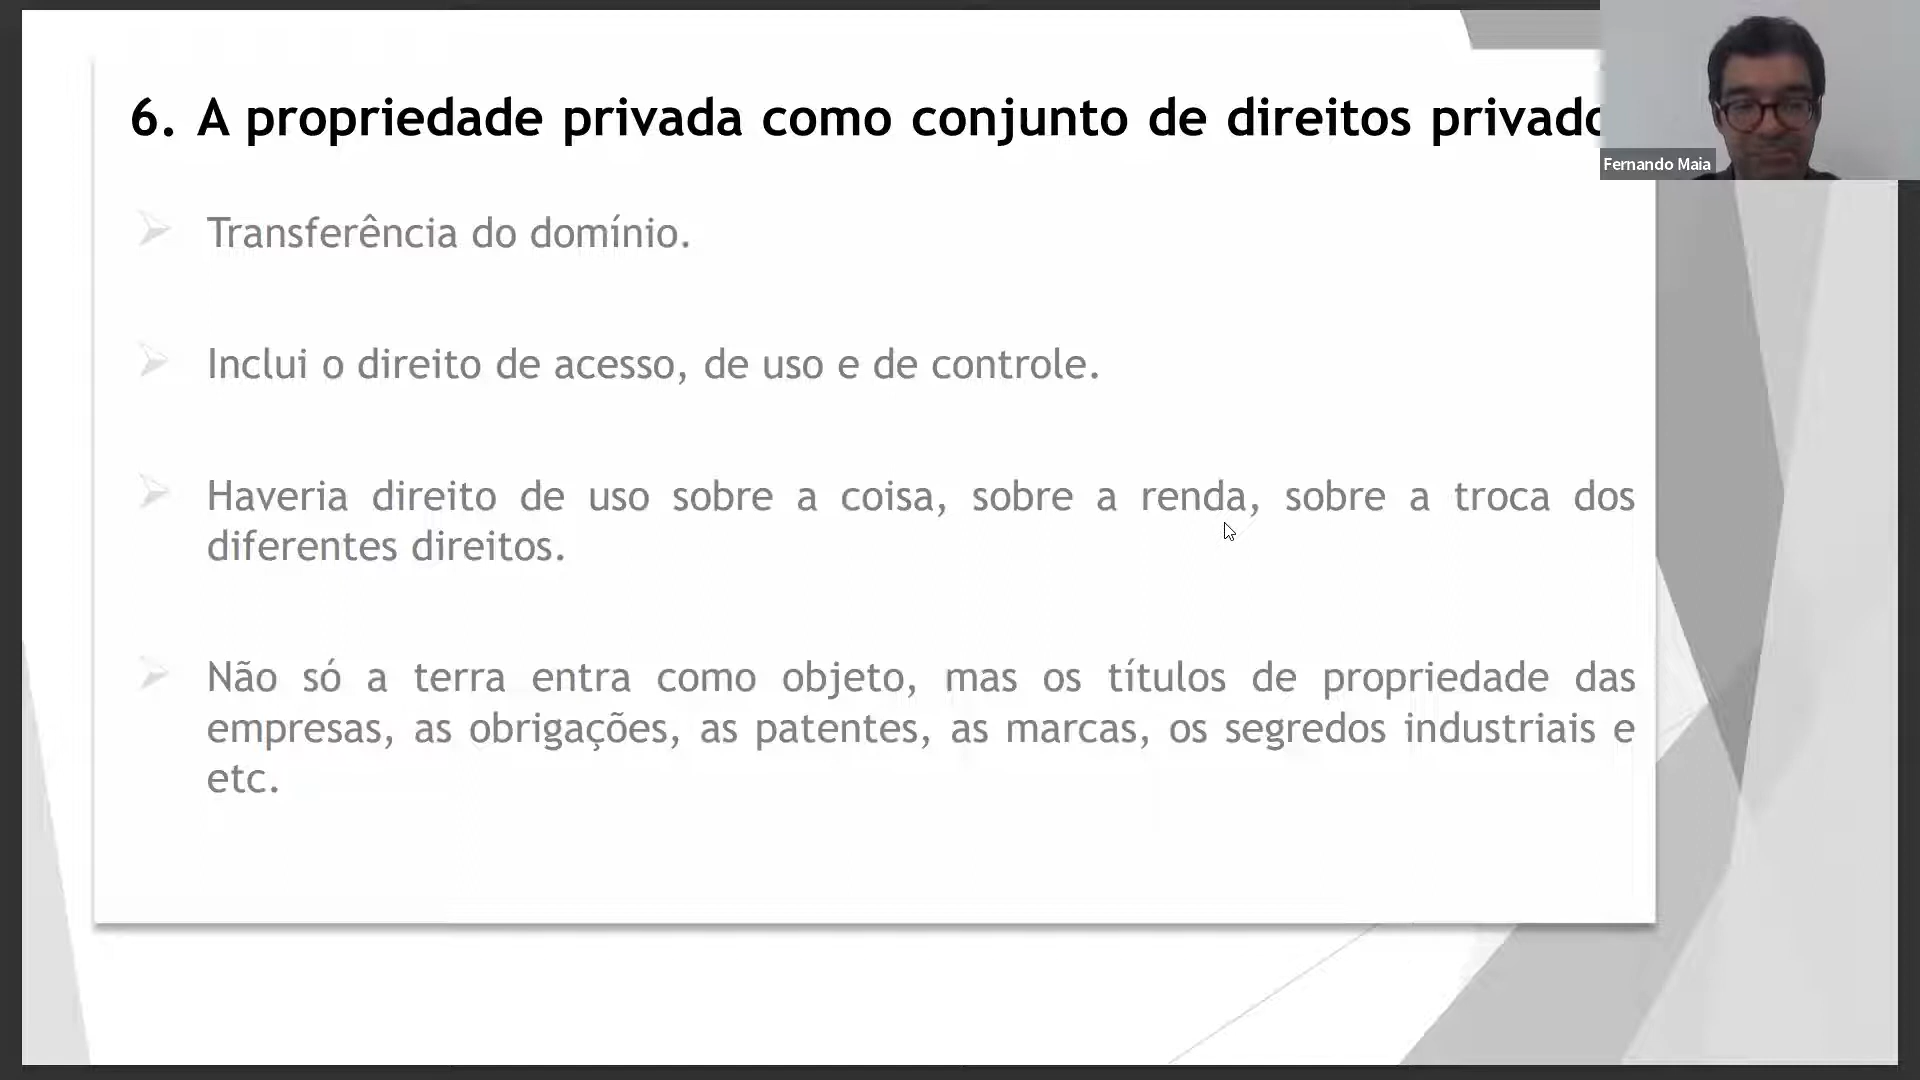 6. A propriedade privada como conjunto de direitos privado
Fernando Maia
Transferência do domínio.
Inclui o direito de acesso, de uso e de controle.
Haveria direito de uso sobre a coisa, sobre a renda, sobre a troca dos
diferentes direitos.
Não só a terra entra como objeto, mas os títulos de propriedade das
empresas, as obrigações, as patentes, as marcas, os segredos industriais e
etc.